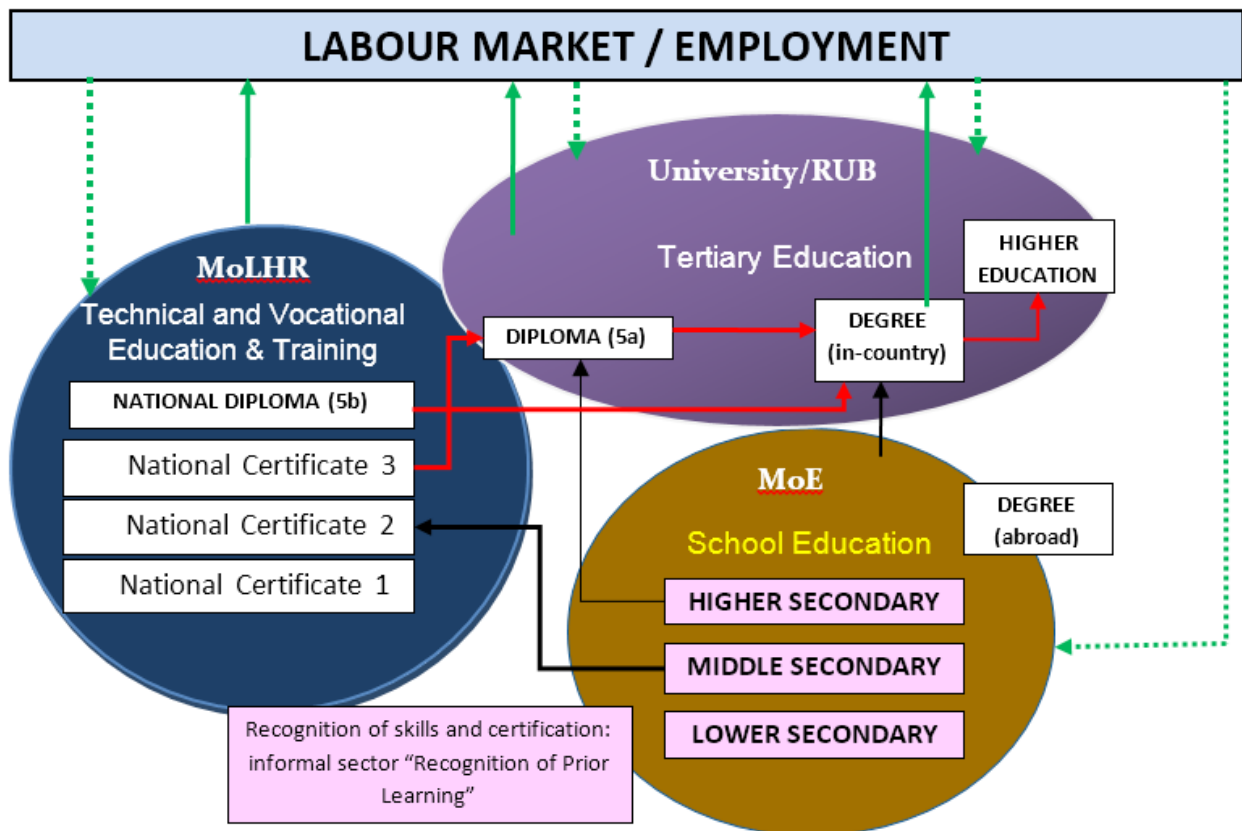 LABOUR MARKET / EMPLOYMENT
University/RUB
Tertiary Education
HIGHER
EDUCATION
MoLHR
Technical and Vocational
Education & Training
DIPLOMA (5a)
DEGREE
(in-country)
NATIONAL DIPLOMA (5b)
National Certificate 3
National Certificate 2
National Certificate 1
MoE
School Education
DEGREE
(abroad)
HIGHER SECONDARY
MIDDLE SECONDARY
LOWER SECONDARY
Recognition of skills and certification:
informal sector “Recognition of Prior
Learning”